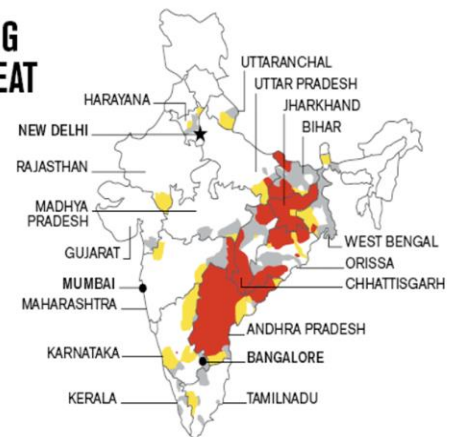 G
EAT
UTTARANCHAL
UTTAR PRADESH
HARAYANA
JHARKHAND
BIHAR
NEW DELHI
RAJASTHAN
MADHYA
PRADESH
WEST BENGAL
GUJARAT
ORISSA
MUMBAI
CHHATTISGARH
MAHARASHTRA
ANDHRA PRADESH
KARNATAKA
BANGALORE
KERALA
TAMILNADU